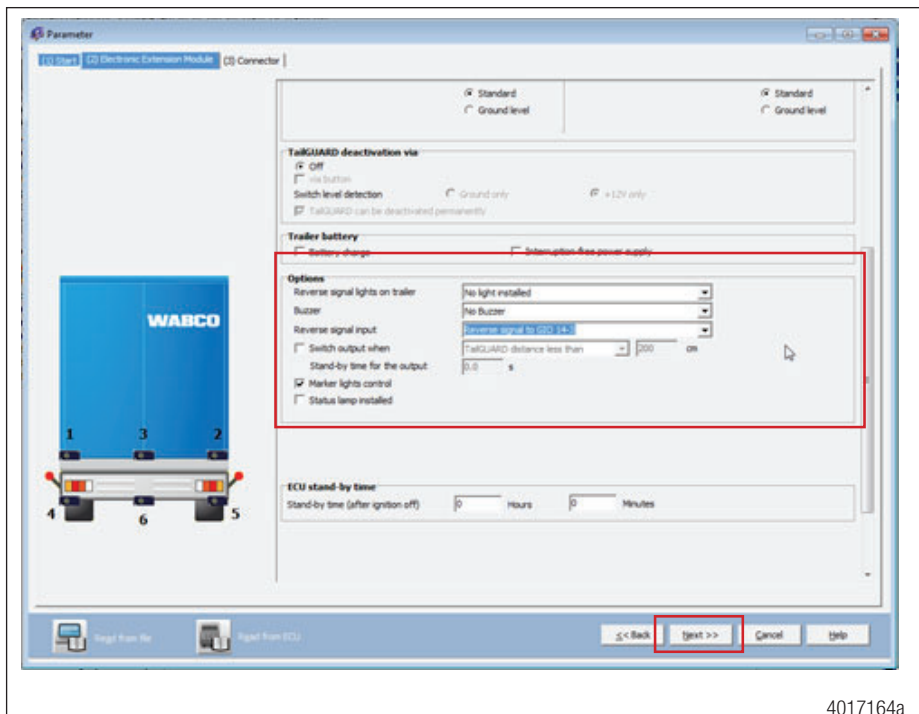 Parameter
(1) Start (2) Electronic Extension Module (3) Connector
Standard Standard
Ground level Ground level
TailGUARD deactivation via
Off
via button
Switch level detection Ground only +12V only
TailGUARD can be deactivated permanently
Trailer battery
Battery charge Interruption-free power supply
Options
Reverse signal lights on trailer No light installed
Buzzer No Buzzer
Reverse signal input Reverse signal to GIO 14-3
Switch output when TailGUARD distance less than 200 cm
Stand-by time for the output 0.0 s
Marker lights control
Status lamp installed
WABCO
1 3 2
4 6 5
ECU stand-by time
Stand-by time (after ignition off) 0 Hours 0 Minutes
Read from file Read from ECU << Back Next >> Cancel Help
4017164a